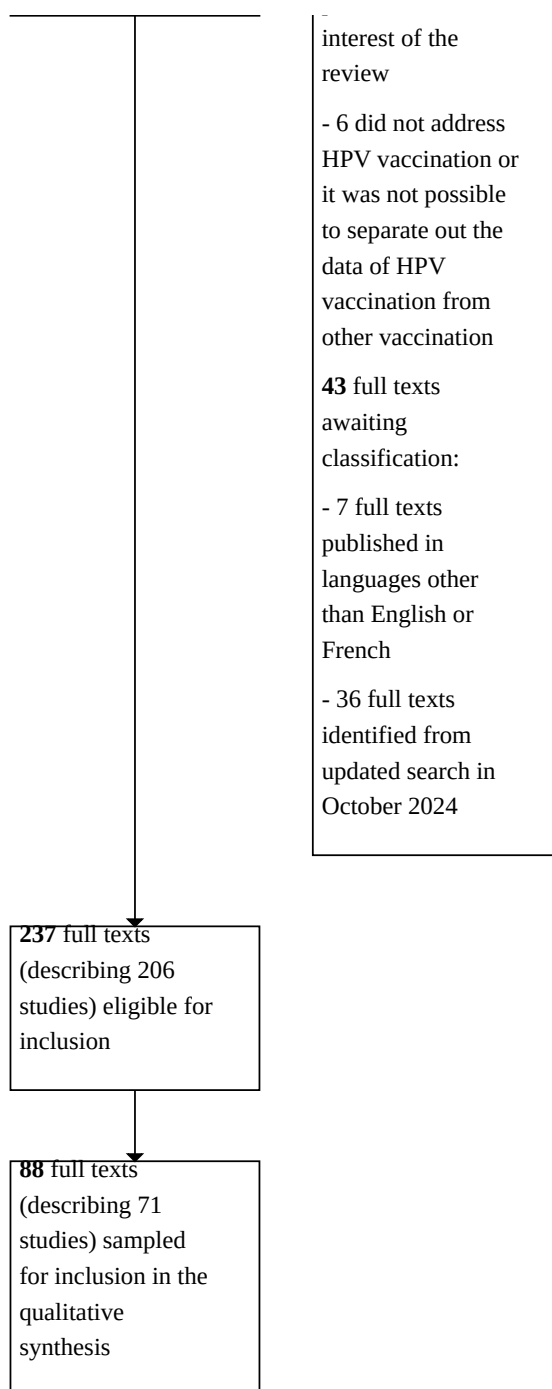 interest of the
review
- 6 did not address
HPV vaccination or
it was not possible
to separate out the
data of HPV
vaccination from
other vaccination
43 full texts
awaiting
classification:
- 7 full texts
published in
languages other
than English or
French
- 36 full texts
identified from
updated search in
October 2024
237 full texts
(describing 206
studies) eligible for
inclusion
88 full texts
(describing 71
studies) sampled
for inclusion in the
qualitative
synthesis